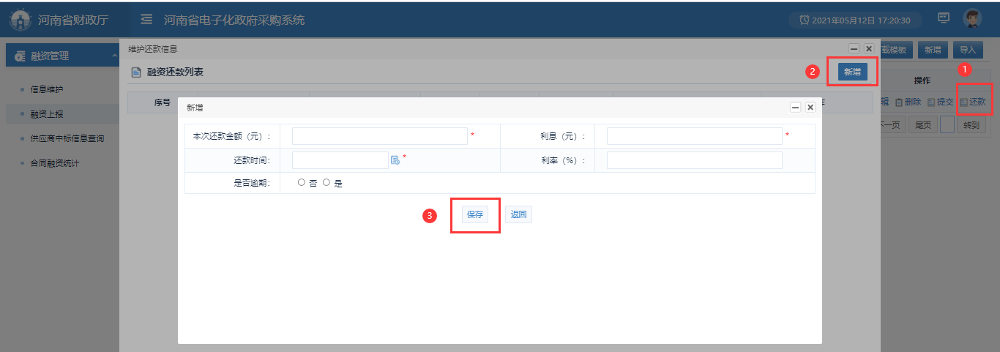 河南省财政厅
河南省电子化政府采购系统
2021年05月12日 17:20:30
融资管理
维护还款信息
载模板
新增
导入
融资还款列表
2
新增
1
信息维护
操作
序号
辑
删除
提交
还款
新增
融资上报
下一页
尾页
转到
本次还款金额（元）：
*
利息（元）：
*
供应商中标信息查询
还款时间：
*
利率（%）：
合同融资统计
是否逾期：
否
是
3
保存
返回